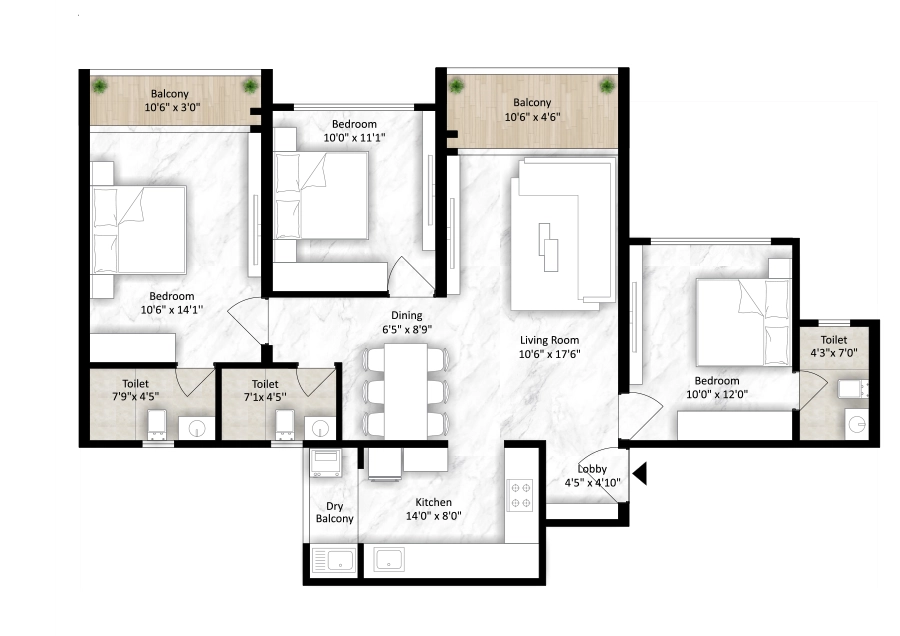 Balcony
10'6" x 3'0"
Balcony
10'6" x 4'6"
Bedroom
10'0" x 11'1"
Bedroom
10'6" x 14'1''
Dining
6'5" x 8'9"
Living Room
10'6" x 17'6"
Toilet
4'3"x 7'0"
Toilet
7'9"x 4'5"
Toilet
7'1x 4'5''
Bedroom
10'0" x 12'0"
Lobby
4'5" x 4'10"
Dry
Balcony
Kitchen
14'0" x 8'0"